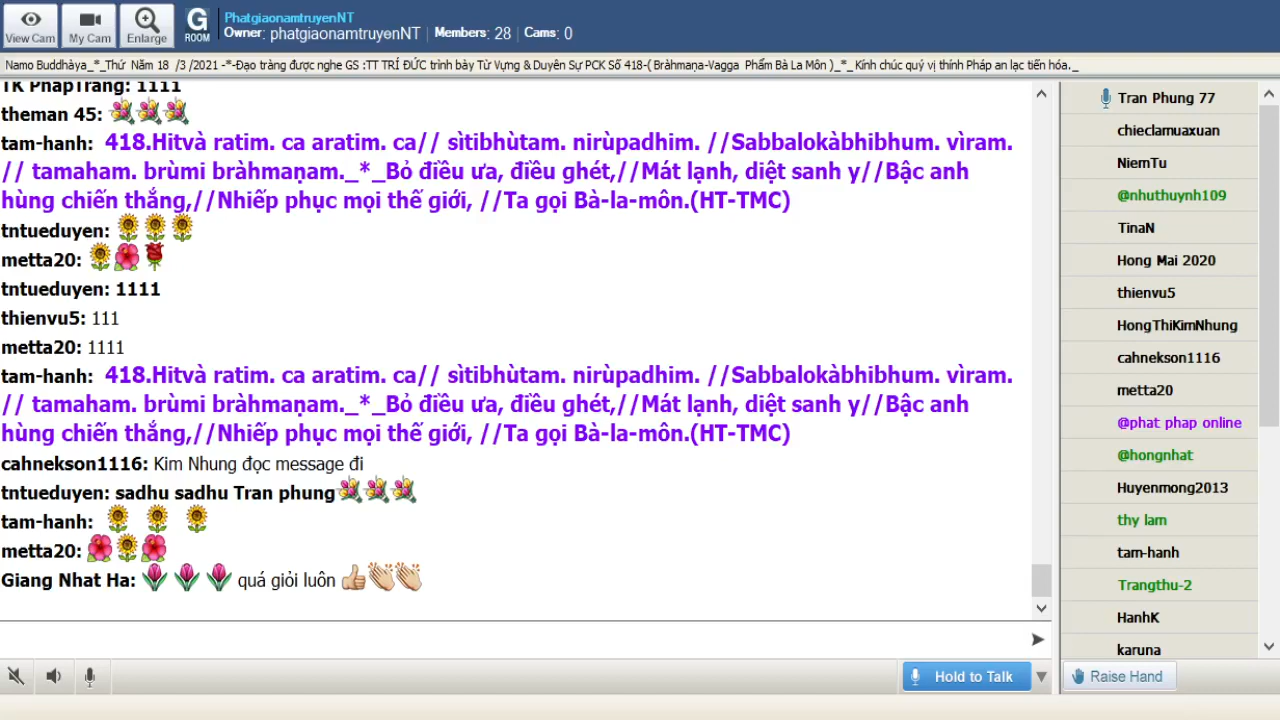 View Cam
My Cam
Enlarge
G
ROOM
PhatgiaonamtruyenNT
Owner: phatgiaonamtruyenNT | Members: 28 | Cams: 0
Namo Buddhàya_*_Thứ Năm 18 /3 /2021 -*-Đạo tràng được nghe GS :TT TRÍ ĐỨC trình bày Từ Vựng & Duyên Sự PCK Số 418-( Bràhmaṇa-Vagga Phẩm Bà La Môn )_*_ Kính chúc quý vị thính Pháp an lạc tiến hóa._
TK PhapTrang: 1111
theman 45:
tam-hanh: 418.Hitvà ratim. ca aratim. ca// sìtibhùtam. nirùpadhim. //Sabbalokàbhibhum. vìram.
// tamaham. brùmi bràhmaṇam._*_Bỏ điều ưa, điều ghét,//Mát lạnh, diệt sanh y//Bậc anh
hùng chiến thắng,//Nhiếp phục mọi thế giới, //Ta gọi Bà-la-môn.(HT-TMC)
tntueduyen:
metta20:
tntueduyen: 1111
thienvu5: 111
metta20: 1111
tam-hanh: 418.Hitvà ratim. ca aratim. ca// sìtibhùtam. nirùpadhim. //Sabbalokàbhibhum. vìram.
// tamaham. brùmi bràhmaṇam._*_Bỏ điều ưa, điều ghét,//Mát lạnh, diệt sanh y//Bậc anh
hùng chiến thắng,//Nhiếp phục mọi thế giới, //Ta gọi Bà-la-môn.(HT-TMC)
cahnekson1116: Kim Nhung đọc message đi
tntueduyen: sadhu sadhu Tran phung
tam-hanh:
metta20:
Giang Nhat Ha: quá giỏi luôn
Tran Phung 77
chieclamuaxuan
NiemTu
@nhuthuynh109
TinaN
Hong Mai 2020
thienvu5
HongThiKimNhung
cahnekson1116
metta20
@phat phap online
@hongnhat
Huyenmong2013
thy lam
tam-hanh
Trangthu-2
HanhK
karuna
Hold to Talk
Raise Hand